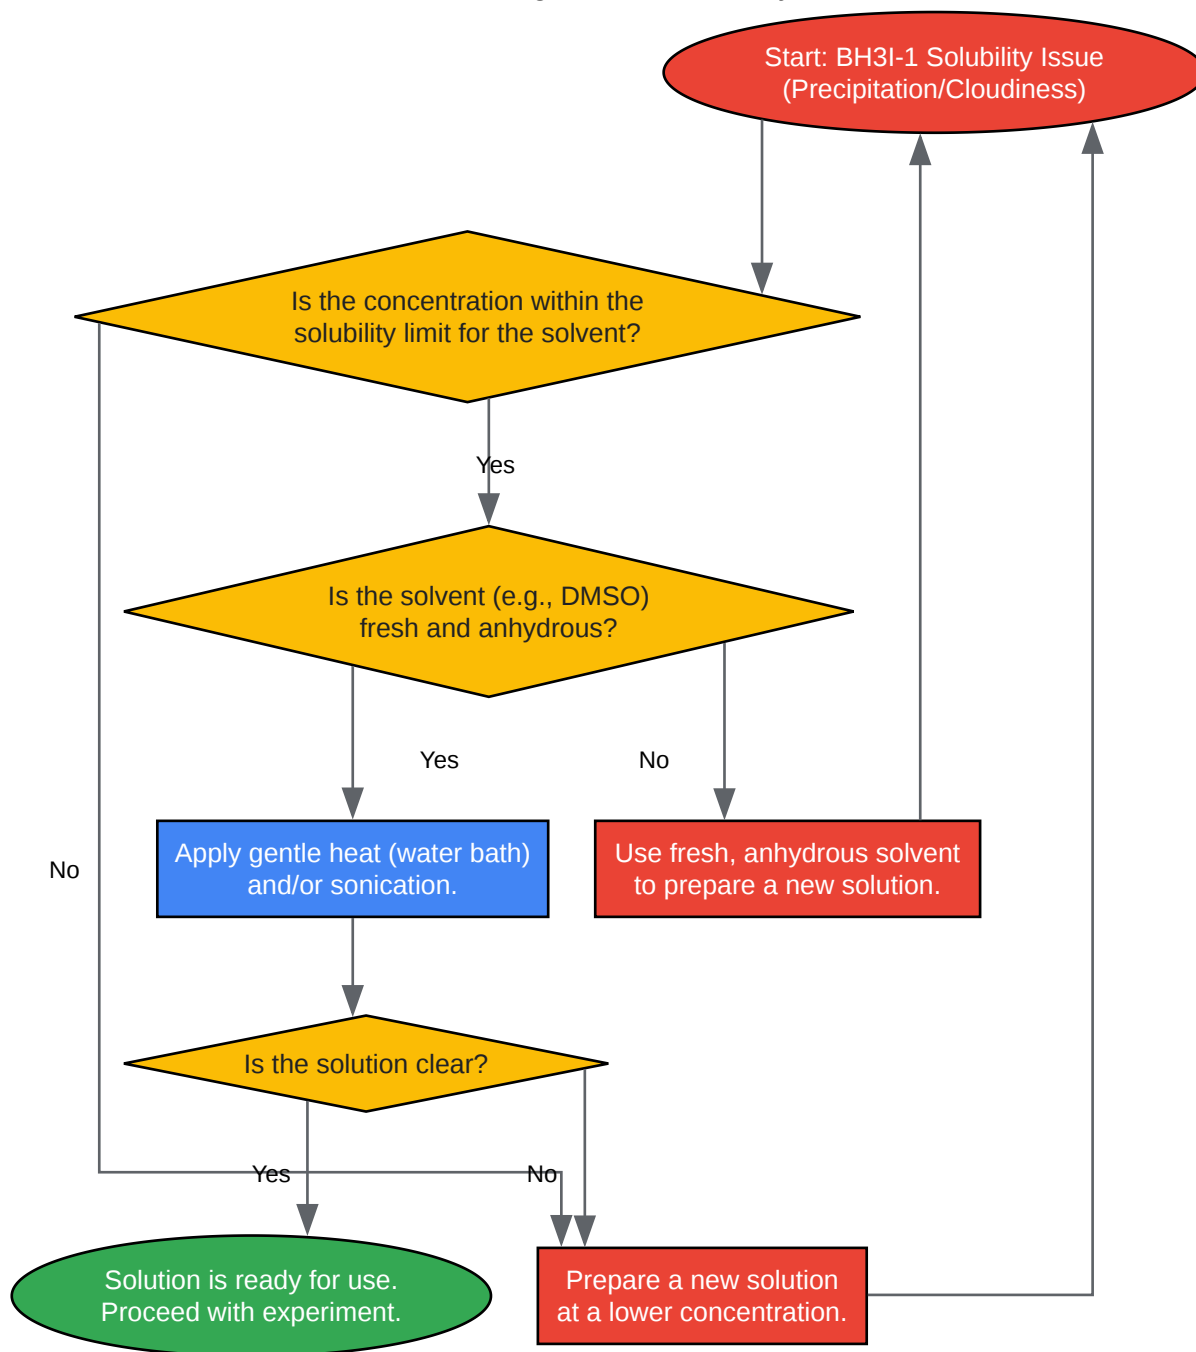 Start: BH3I-1 Solubility Issue
(Precipitation/Cloudiness)
Is the concentration within the
solubility limit for the solvent?
Yes
Is the solvent (e.g., DMSO)
fresh and anhydrous?
Yes
No
Apply gentle heat (water bath)
and/or sonication.
Use fresh, anhydrous solvent
to prepare a new solution.
No
Is the solution clear?
Yes
No
Solution is ready for use.
Proceed with experiment.
Prepare a new solution
at a lower concentration.